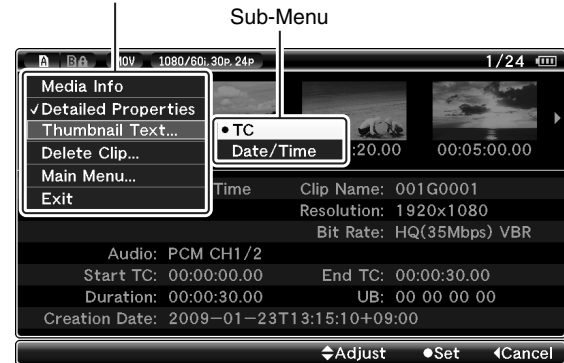 Sub-Menu
A BA MOV 1080/60i, 30P, 24P 1/24
Media Info
✓Detailed Properties
Thumbnail Text...
●TC
Delete Clip...
Date/Time :20.00 00:05:00.00
Main Menu...
Time Clip Name: 001G0001
Exit
Resolution: 1920x1080
Bit Rate: HQ(35Mbps) VBR
Audio: PCM CH1/2
Start TC: 00:00:00.00 End TC: 00:00:30.00
Duration: 00:00:30.00 UB: 00 00 00 00
Creation Date: 2009-01-23T13:15:10+09:00
Adjust ●Set Cancel